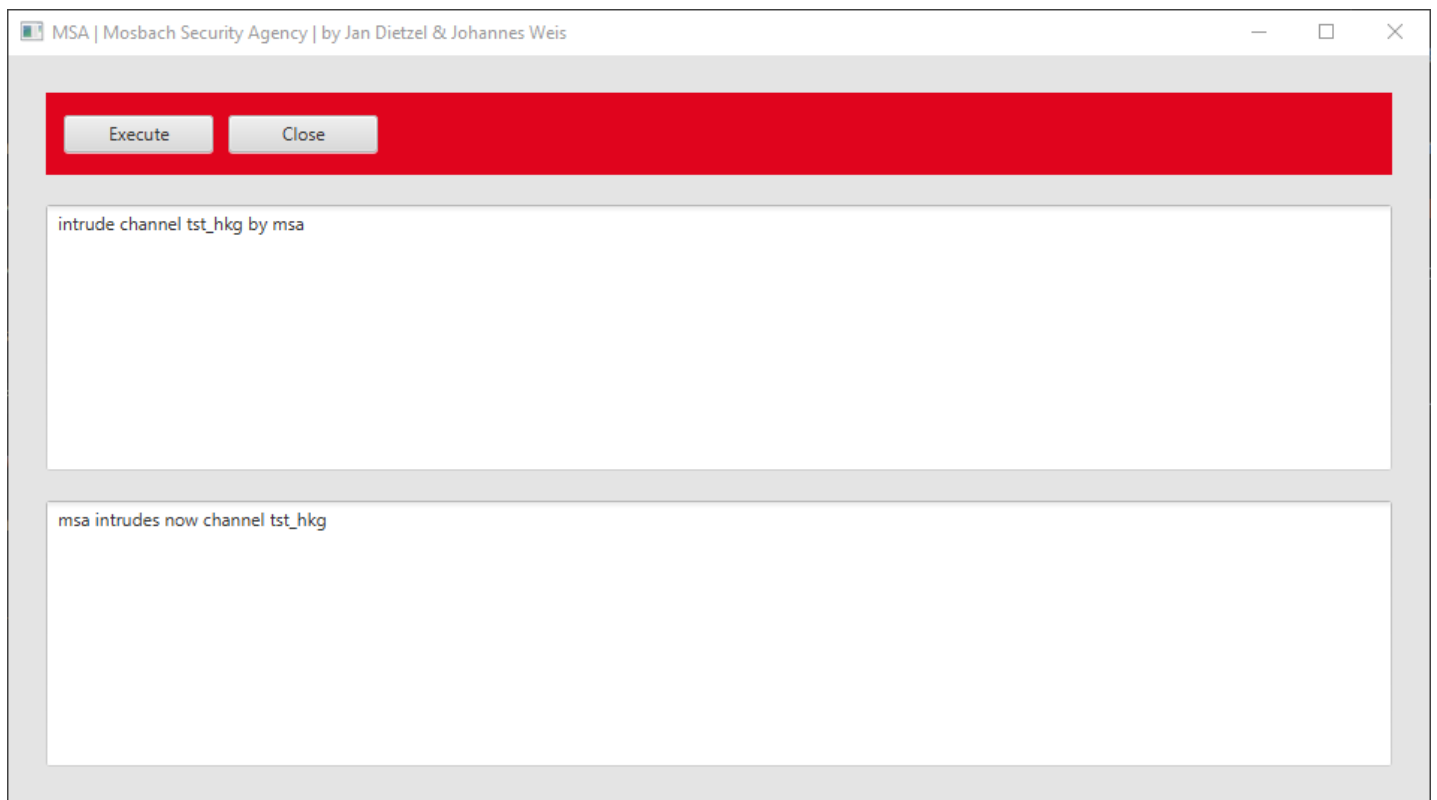 MSA | Mosbach Security Agency | by Jan Dietzel & Johannes Weis
Execute Close
intrude channel tst_hkg by msa
msa intrudes now channel tst_hkg